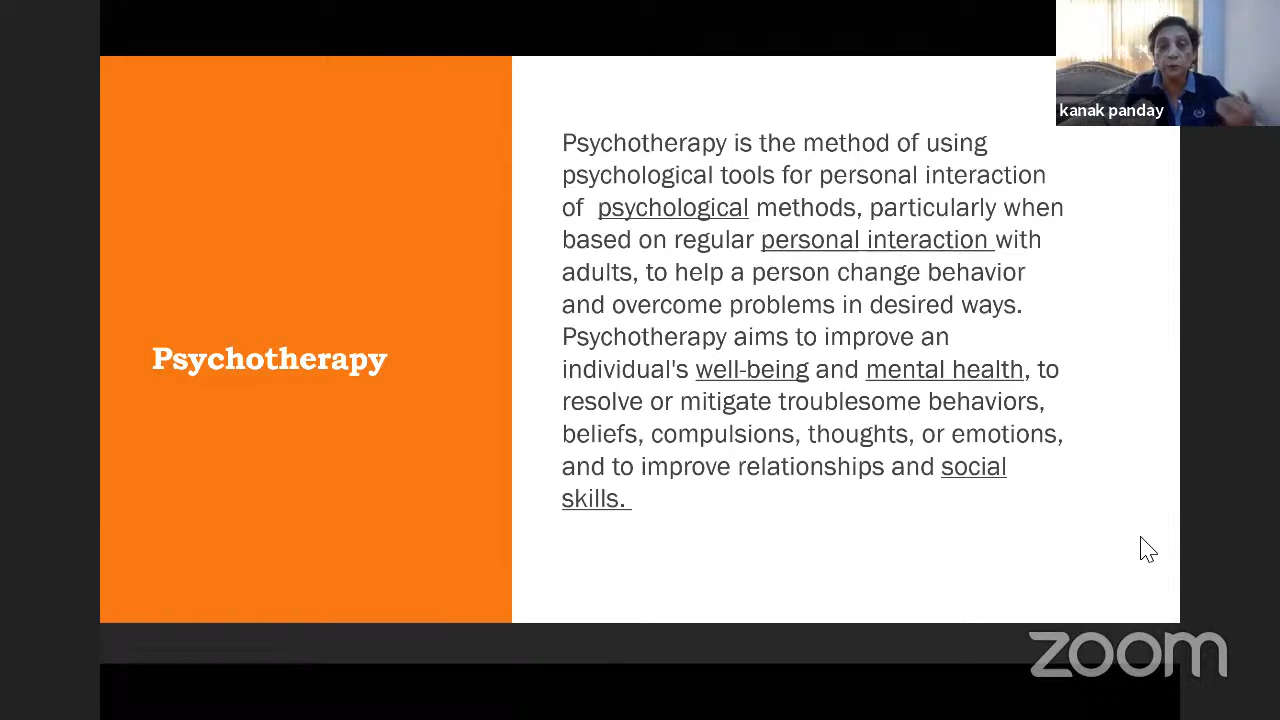 kanak panday
Psychotherapy
Psychotherapy is the method of using
psychological tools for personal interaction
of psychological methods, particularly when
based on regular personal interaction with
adults, to help a person change behavior
and overcome problems in desired ways.
Psychotherapy aims to improve an
individual's well-being and mental health, to
resolve or mitigate troublesome behaviors,
beliefs, compulsions, thoughts, or emotions,
and to improve relationships and social
skills.
zoom